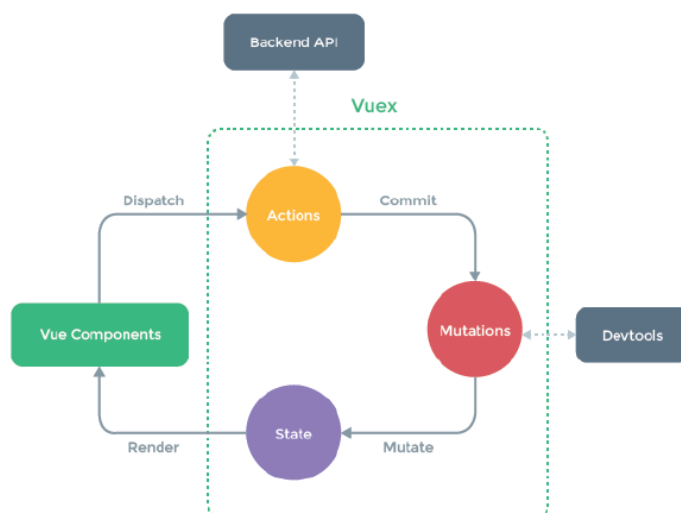 Backend API
Vuex
Dispatch
Commit
Actions
Vue Components
Mutations
Devtools
State
Render
Mutate